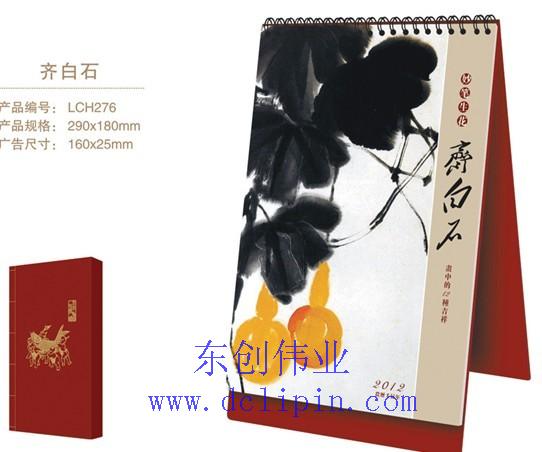 齐白石
产品编号：LCH276
产品规格：290x180mm
广告尺寸：160x25mm
妙笔生花
齊白石
畫中的12種吉祥
2012
东创伟业
www.dclipin.com